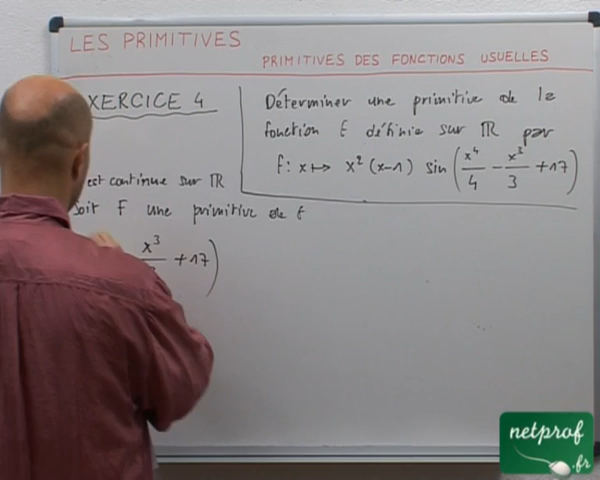 LES PRIMITIVES
PRIMITIVES DES FONCTIONS USUELLES
XERCICE 4
Déterminer une primitive de la
fonction f définie sur ℝ par
f: x ↦ x² (x-1) sin (x⁴/4 - x³/3 + 17)
est continue sur ℝ
Soit F une primitive de f
x³ + 17)
netprof
.fr